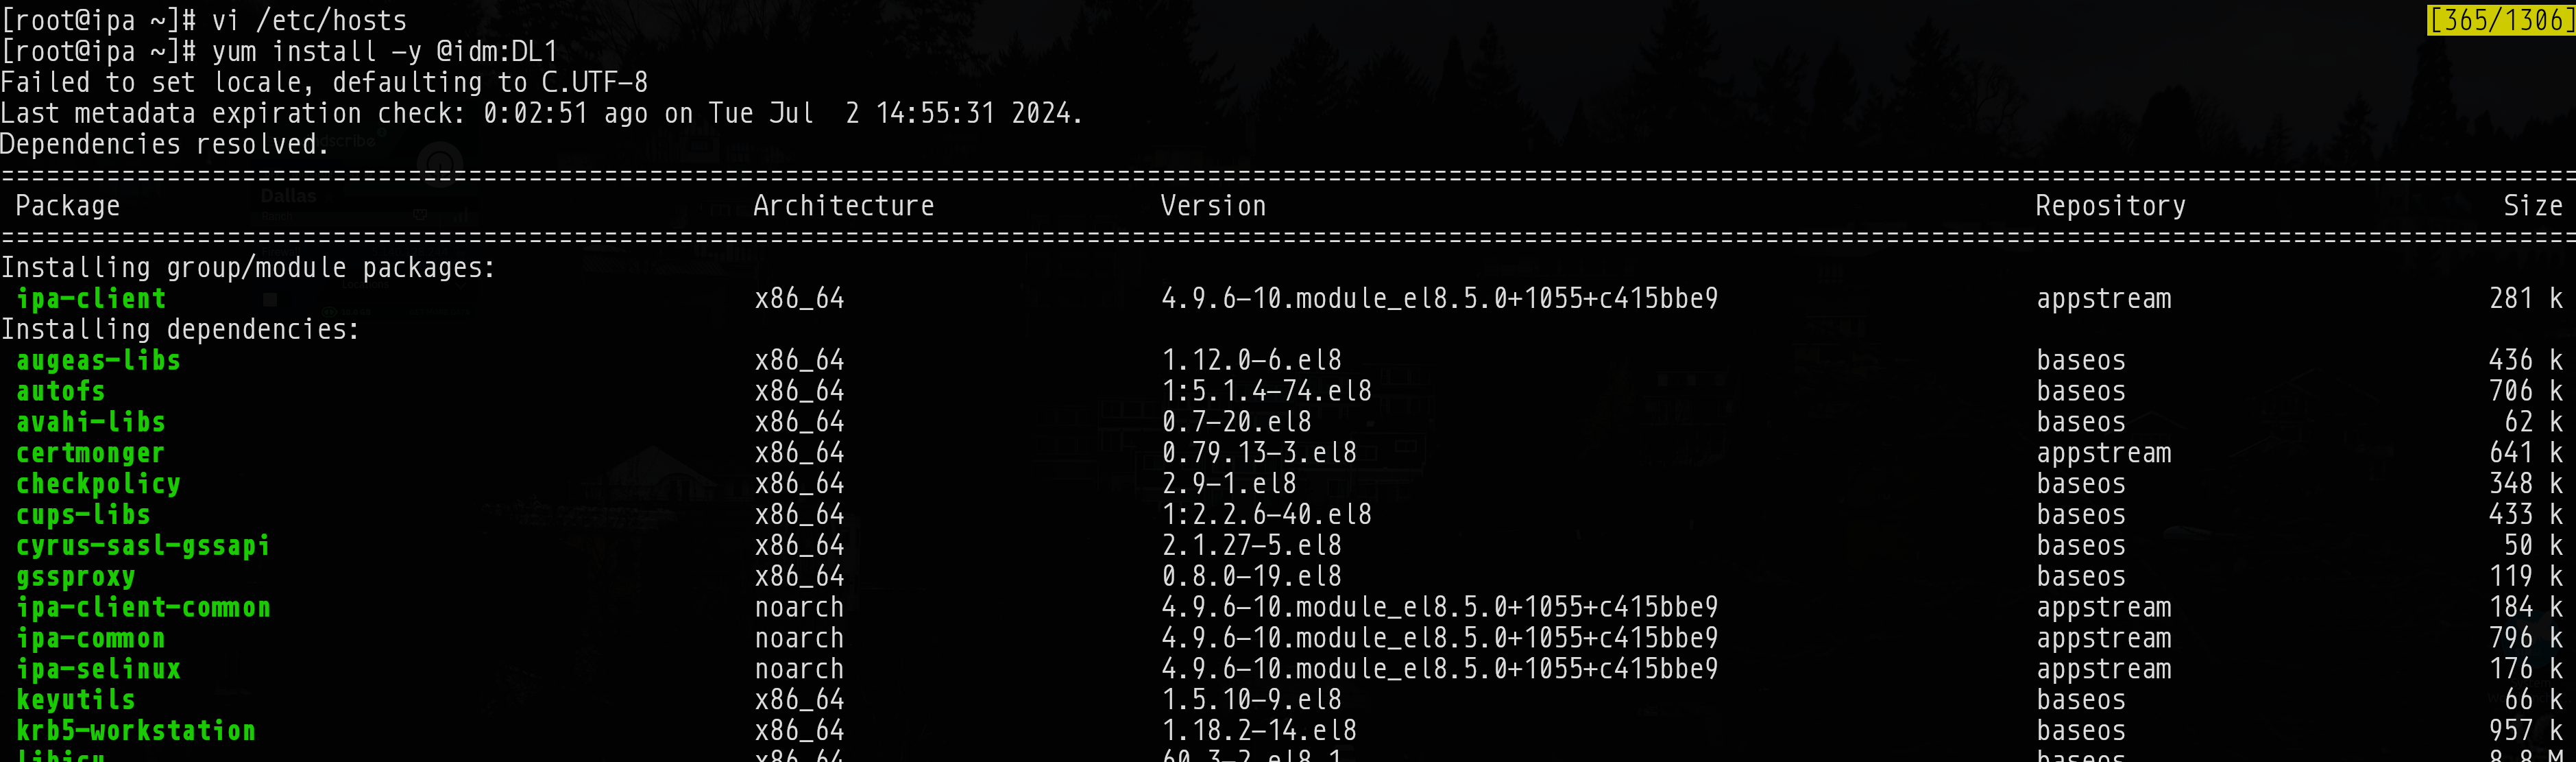 [root@ipa ~]# vi /etc/hosts [365/1306]
[root@ipa ~]# yum install -y @idm:DL1
Failed to set locale, defaulting to C.UTF-8
Last metadata expiration check: 0:02:51 ago on Tue Jul  2 14:55:31 2024.
Dependencies resolved.
Package Architecture Version Repository Size
Installing group/module packages:
ipa-client x86_64 4.9.6-10.module_el8.5.0+1055+c415bbe9 appstream 281 k
Installing dependencies:
augeas-libs x86_64 1.12.0-6.el8 baseos 436 k
autofs x86_64 1:5.1.4-74.el8 baseos 706 k
avahi-libs x86_64 0.7-20.el8 baseos 62 k
certmonger x86_64 0.79.13-3.el8 appstream 641 k
checkpolicy x86_64 2.9-1.el8 baseos 348 k
cups-libs x86_64 1:2.2.6-40.el8 baseos 433 k
cyrus-sasl-gssapi x86_64 2.1.27-5.el8 baseos 50 k
gssproxy x86_64 0.8.0-19.el8 baseos 119 k
ipa-client-common noarch 4.9.6-10.module_el8.5.0+1055+c415bbe9 appstream 184 k
ipa-common noarch 4.9.6-10.module_el8.5.0+1055+c415bbe9 appstream 796 k
ipa-selinux noarch 4.9.6-10.module_el8.5.0+1055+c415bbe9 appstream 176 k
keyutils x86_64 1.5.10-9.el8 baseos 66 k
krb5-workstation x86_64 1.18.2-14.el8 baseos 957 k
libicu x86_64 60.3-2.el8_1 baseos 8.8 M
Dallas